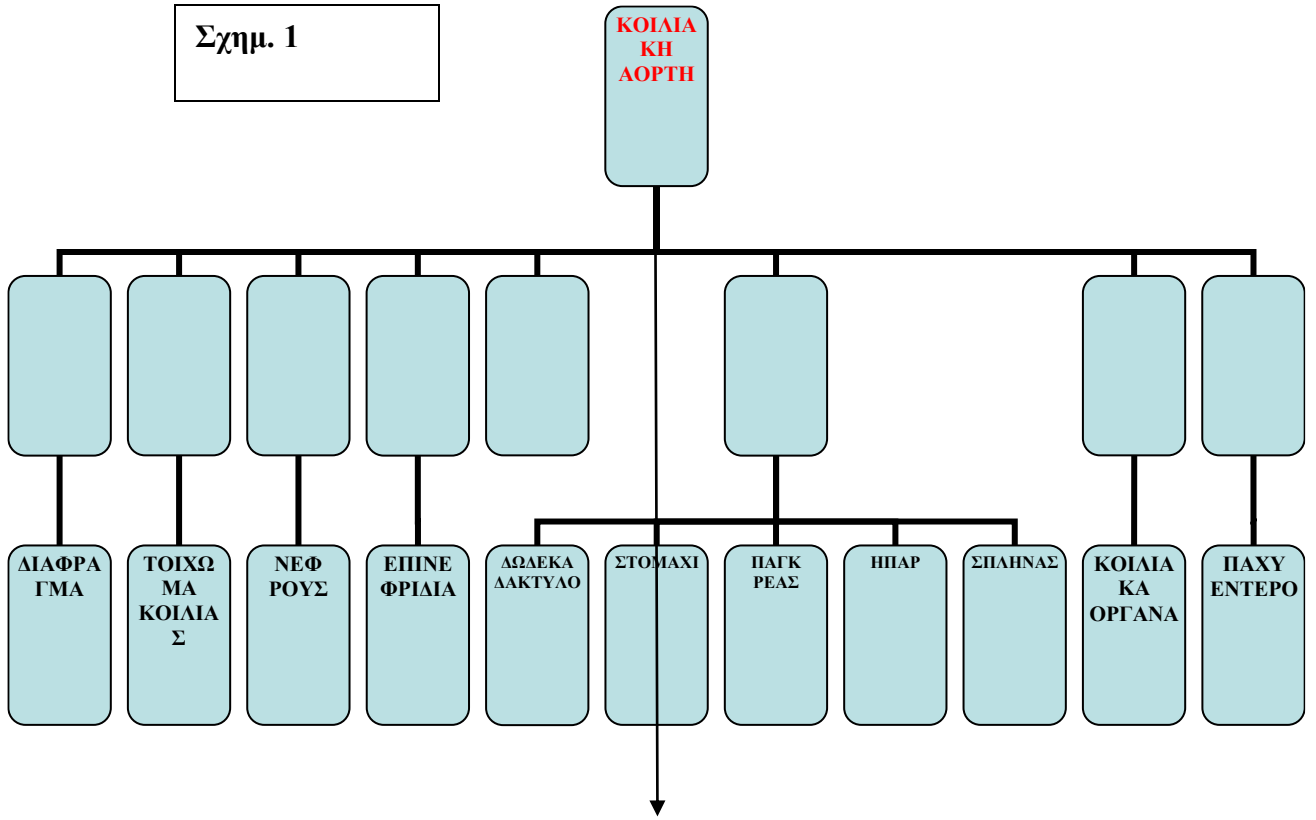 Σχημ. 1
ΚΟΙΛΙΑ
ΚΗ
ΑΟΡΤΗ
ΔΙΑΦΡΑ
ΓΜΑ
ΤΟΙΧΩ
ΜΑ
ΚΟΙΛΙΑ
Σ
ΝΕΦ
ΡΟΥΣ
ΕΠΙΝΕ
ΦΡΙΔΙΑ
ΔΩΔΕΚΑ
ΔΑΚΤΥΛΟ
ΣΤΟΜΑΧΙ
ΠΑΓΚ
ΡΕΑΣ
ΗΠΑΡ
ΣΠΛΗΝΑΣ
ΚΟΙΛΙΑ
ΚΑ
ΟΡΓΑΝΑ
ΠΑΧΥ
ΕΝΤΕΡΟ